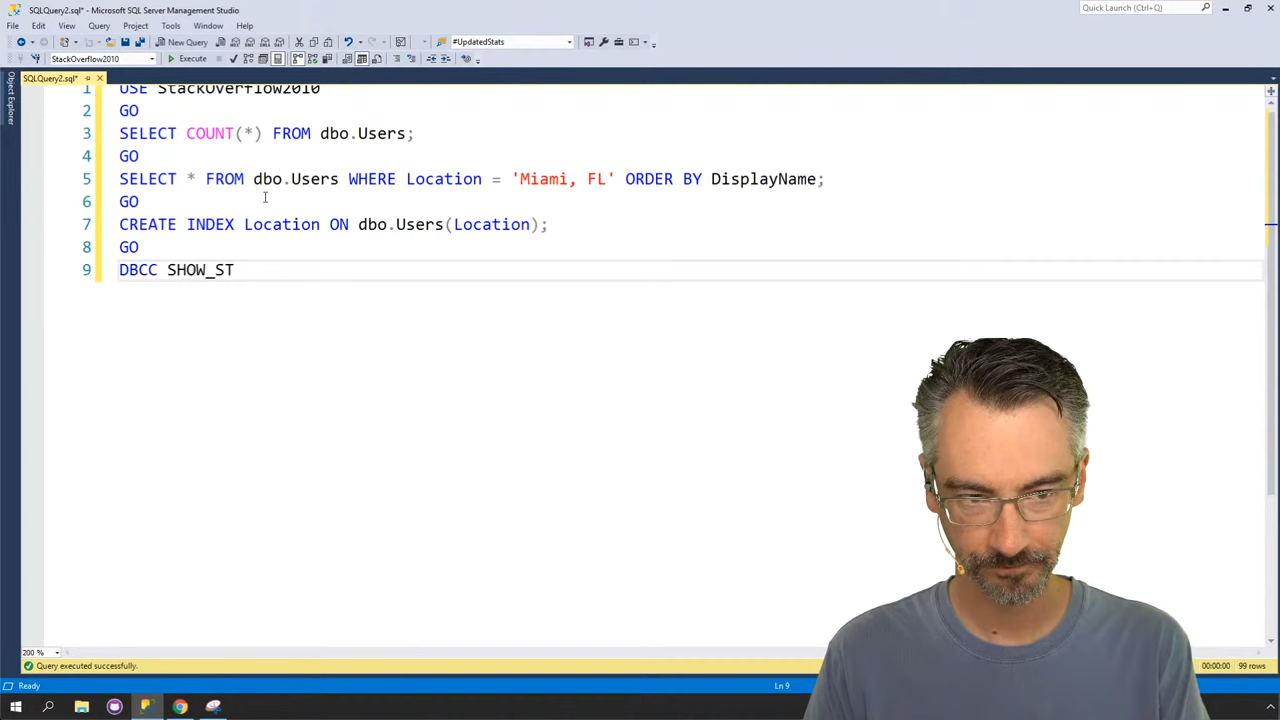 SQLQuery2.sql* - Microsoft SQL Server Management Studio
Quick Launch (Ctrl+Q)
File Edit View Query Project Tools Window Help
New Query
#UpdatedStats
StackOverflow2010
Execute
SQLQuery2.sql*
Object Explorer
1 USE StackOverflow2010
2 GO
3 SELECT COUNT(*) FROM dbo.Users;
4 GO
5 SELECT * FROM dbo.Users WHERE Location = 'Miami, FL' ORDER BY DisplayName;
6 GO
7 CREATE INDEX Location ON dbo.Users(Location);
8 GO
9 DBCC SHOW_ST
200 %
Query executed successfully.
00:00:00 99 rows
Ready
Ln 9